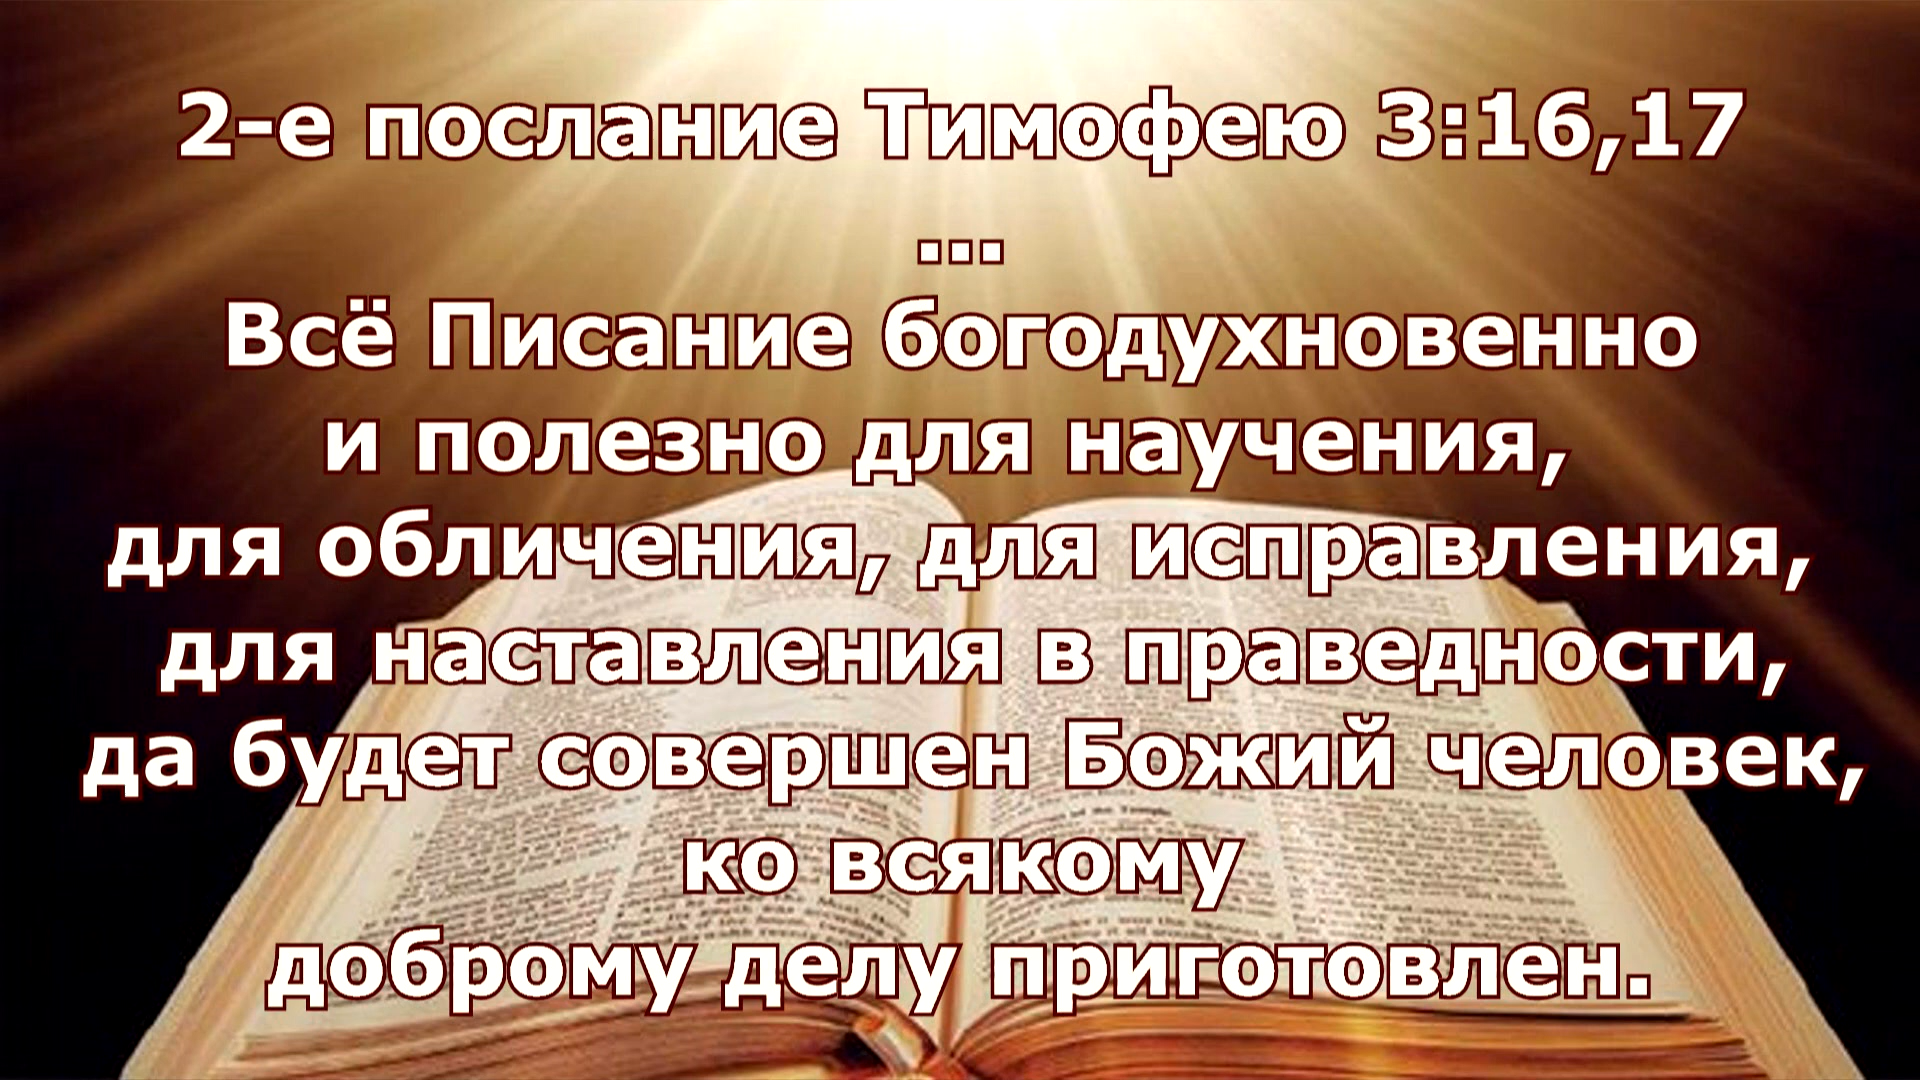 2-е послание Тимофею 3:16,17
...
Всё Писание богодухновенно
и полезно для научения,
для обличения, для исправления,
для наставления в праведности,
да будет совершен Божий человек,
ко всякому
доброму делу приготовлен.